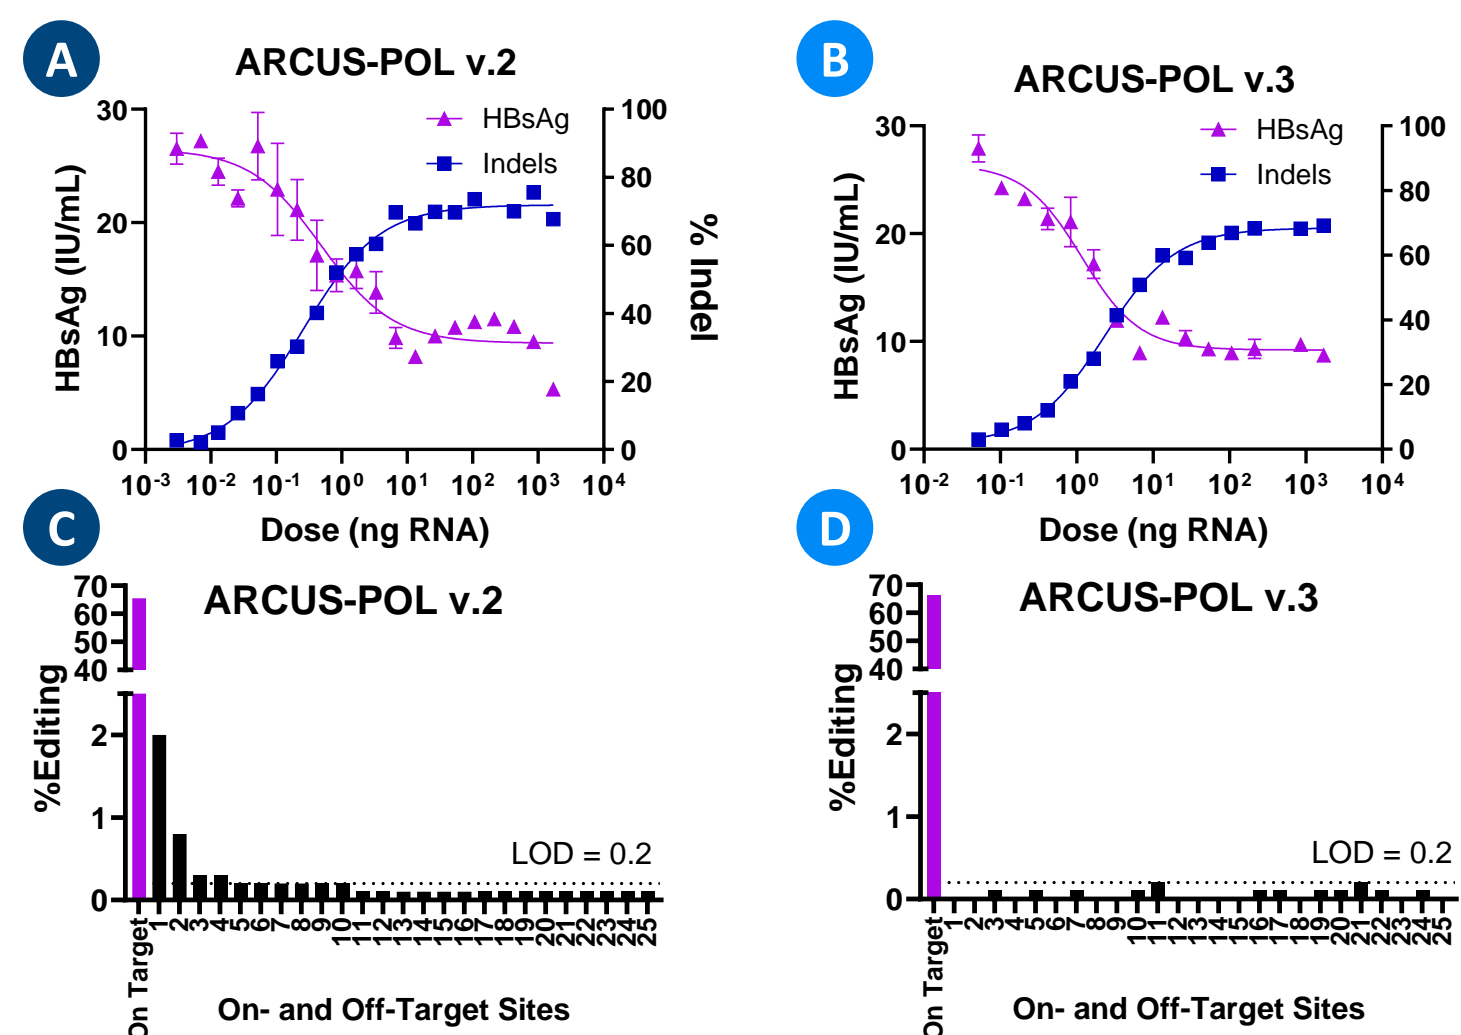 A
ARCUS-POL v.2
HBsAg
Indels
30
20
10
0
HBsAg (IU/mL)
100
80
60
40
20
0
% Indel
10-3 10-2 10-1 100 101 102 103 104
Dose (ng RNA)
B
ARCUS-POL v.3
HBsAg
Indels
30
20
10
0
HBsAg (IU/mL)
100
80
60
40
20
0
10-2 10-1 100 101 102 103 104
Dose (ng RNA)
C
ARCUS-POL v.2
70
60
50
40
2
1
0
%Editing
LOD = 0.2
On Target 1 2 3 4 5 6 7 8 9 10 11 12 13 14 15 16 17 18 19 20 21 22 23 24 25
On- and Off-Target Sites
D
ARCUS-POL v.3
70
60
50
40
2
1
0
%Editing
LOD = 0.2
On Target 1 2 3 4 5 6 7 8 9 10 11 12 13 14 15 16 17 18 19 20 21 22 23 24 25
On- and Off-Target Sites